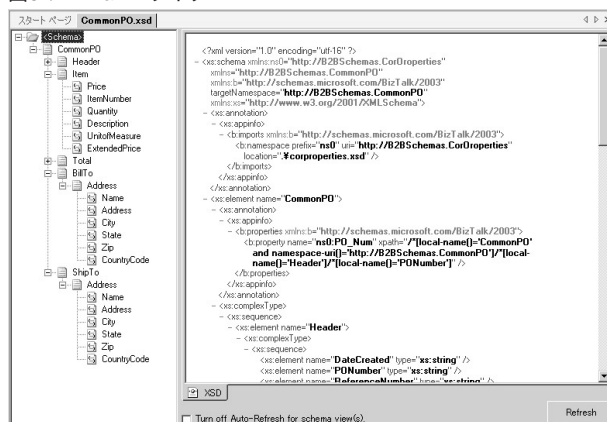 スタート ページ CommonPO.xsd
<Schema>
CommonPO
Header
Item
Price
ItemNumber
Quantity
Description
UnitofMeasure
ExtendedPrice
Total
BillTo
Address
Name
Address
City
State
Zip
CountryCode
ShipTo
Address
Name
Address
City
State
Zip
CountryCode
<?xml version="1.0" encoding="utf-16" ?>
- <xs:schema xmlns:ns0="http://B2BSchemas.CorOroperties"
xmlns="http://B2BSchemas.CommonPO"
xmlns:b="http://schemas.microsoft.com/BizTalk/2003"
targetNamespace="http://B2BSchemas.CommonPO"
xmlns:xs="http://www.w3.org/2001/XMLSchema">
- <xs:annotation>
- <xs:appinfo>
- <b:imports xmlns:b="http://schemas.microsoft.com/BizTalk/2003">
<b:namespace prefix="ns0" uri="http://B2BSchemas.CorOroperties"
location=".¥corproperties.xsd" />
</b:imports>
</xs:appinfo>
</xs:annotation>
- <xs:element name="CommonPO">
- <xs:annotation>
- <xs:appinfo>
- <b:properties xmlns:b="http://schemas.microsoft.com/BizTalk/2003">
<b:property name="ns0:PO_Num" xpath="/*[local-name()='CommonPO'
and namespace-uri()='http://B2BSchemas.CommonPO']/*[local-
name()='Header']/*[local-name()='PONumber']" />
</b:properties>
</xs:appinfo>
</xs:annotation>
- <xs:complexType>
- <xs:sequence>
- <xs:element name="Header">
- <xs:complexType>
- <xs:sequence>
<xs:element name="DateCreated" type="xs:string" />
<xs:element name="PONumber" type="xs:string" />
<xs:element name="ReferenceNumber" type="xs:string" />
XSD
Turn off Auto-Refresh for schema view(s).
Refresh